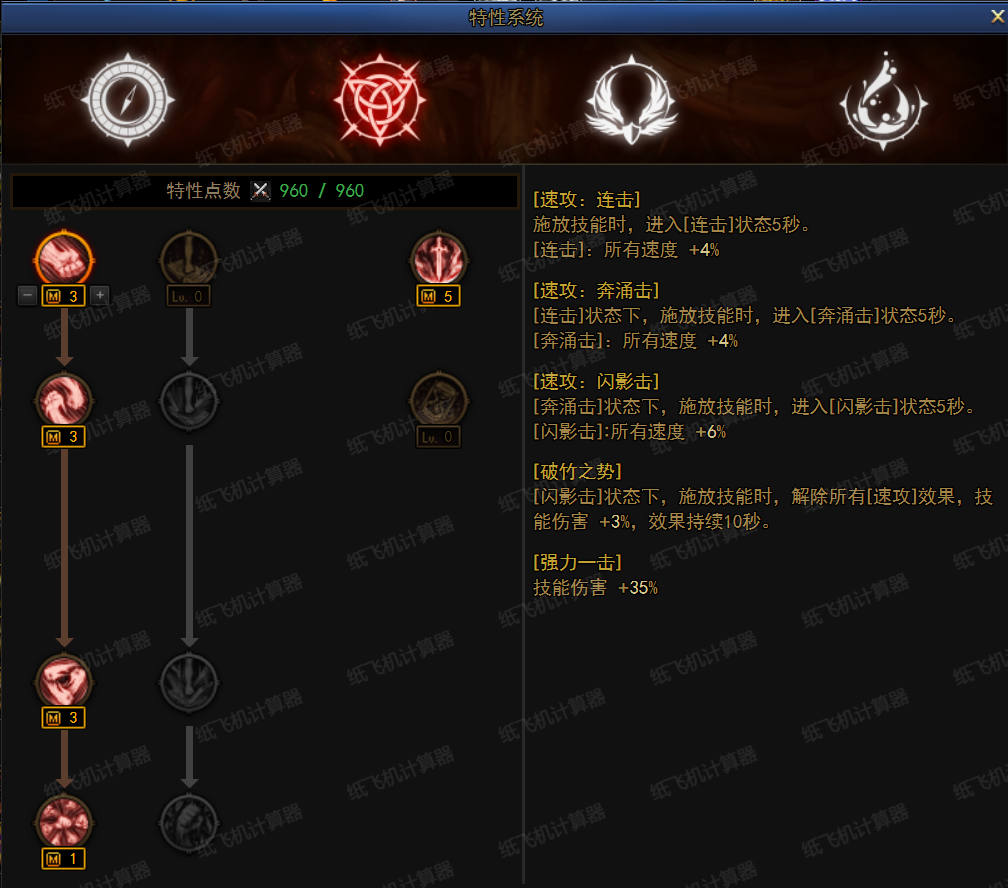 特性系统
特性点数 960 / 960
M 3
Lv. 0
M 5
M 3
Lv. 0
M 3
M 1
[速攻：连击]
施放技能时，进入[连击]状态5秒。
[连击]：所有速度 +4%
[速攻：奔涌击]
[连击]状态下，施放技能时，进入[奔涌击]状态5秒。
[奔涌击]：所有速度 +4%
[速攻：闪影击]
[奔涌击]状态下，施放技能时，进入[闪影击]状态5秒。
[闪影击]:所有速度 +6%
[破竹之势]
[闪影击]状态下，施放技能时，解除所有[速攻]效果，技
能伤害 +3%，效果持续10秒。
[强力一击]
技能伤害 +35%
纸飞机计算器